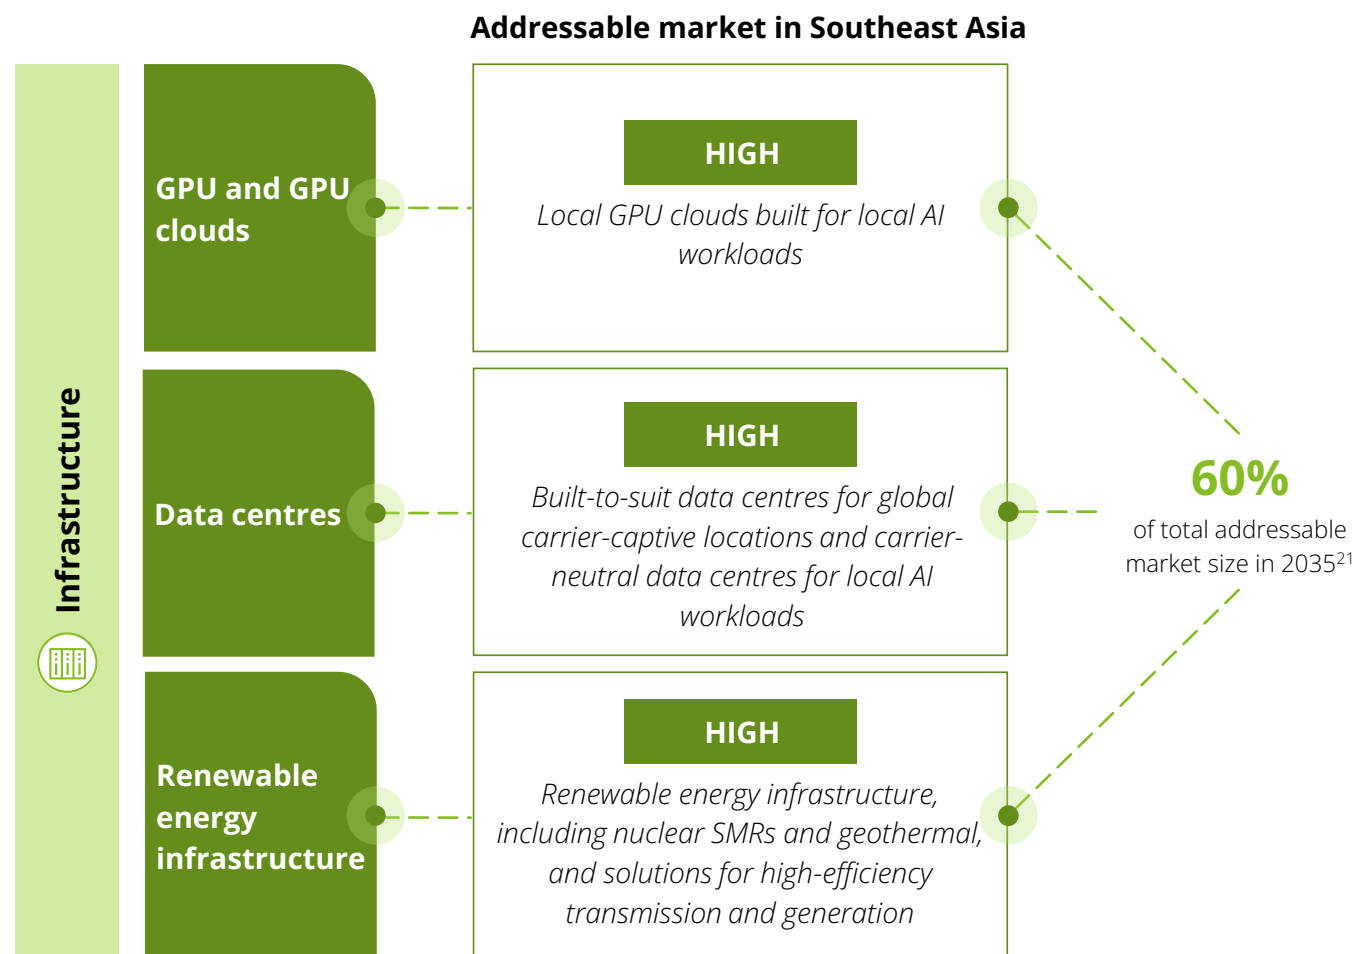 Addressable market in Southeast Asia
Infrastructure
GPU and GPU
clouds
HIGH
Local GPU clouds built for local AI
workloads
Data centres
HIGH
Built-to-suit data centres for global
carrier-captive locations and carrier-
neutral data centres for local AI
workloads
Renewable
energy
infrastructure
HIGH
Renewable energy infrastructure,
including nuclear SMRs and geothermal,
and solutions for high-efficiency
transmission and generation
60%
of total addressable
market size in 2035²¹